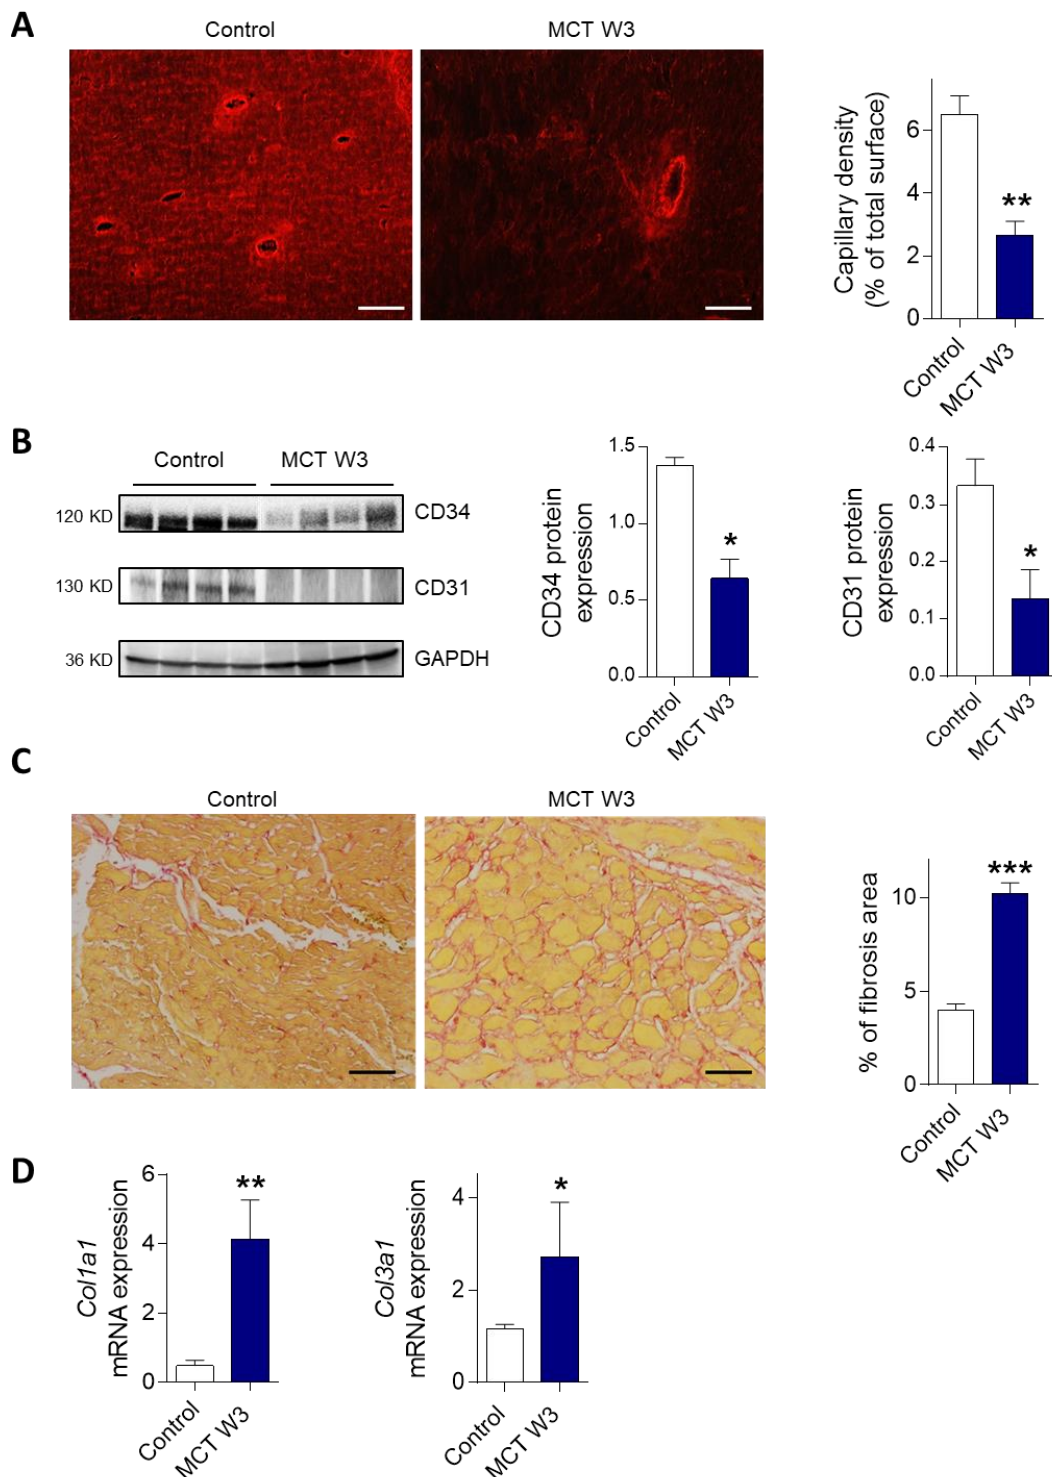 A
Control
MCT W3
Capillary density
(% of total surface)
6
4
2
0
**
Control
MCT W3
B
Control
MCT W3
120 KD
CD34
130 KD
CD31
36 KD
GAPDH
CD34 protein
expression
1.5
1.0
0.5
0.0
*
Control
MCT W3
CD31 protein
expression
0.4
0.3
0.2
0.1
0.0
*
Control
MCT W3
C
Control
MCT W3
% of fibrosis area
10
5
0
***
Control
MCT W3
D
Col1a1
mRNA expression
6
4
2
0
**
Control
MCT W3
Col3a1
mRNA expression
4
2
0
*
Control
MCT W3